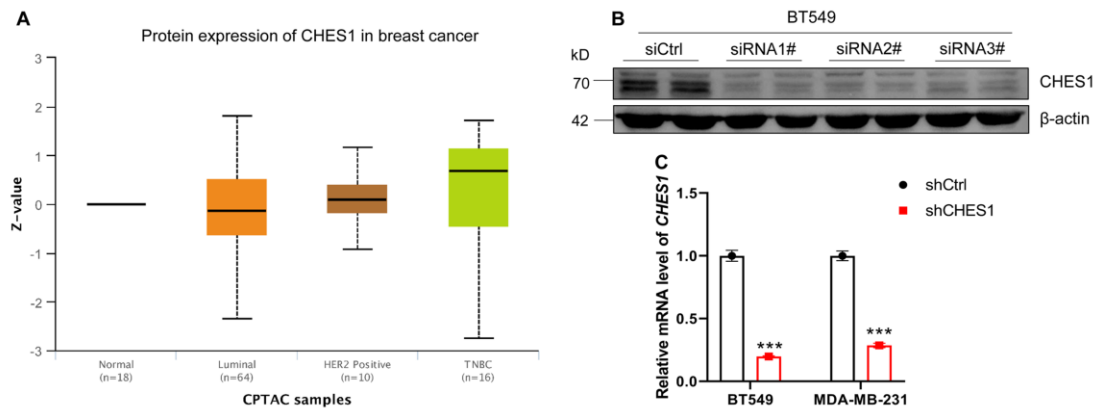 A
Protein expression of CHES1 in breast cancer
Z-value
3
2
1
0
-1
-2
-3
Normal
(n=18)
Luminal
(n=64)
HER2 Positive
(n=10)
TNBC
(n=16)
CPTAC samples
B
BT549
kD
siCtrl
siRNA1#
siRNA2#
siRNA3#
70
CHES1
42
β-actin
C
shCtrl
shCHES1
Relative mRNA level of CHES1
1.5
1.0
0.5
0.0
***
***
BT549
MDA-MB-231